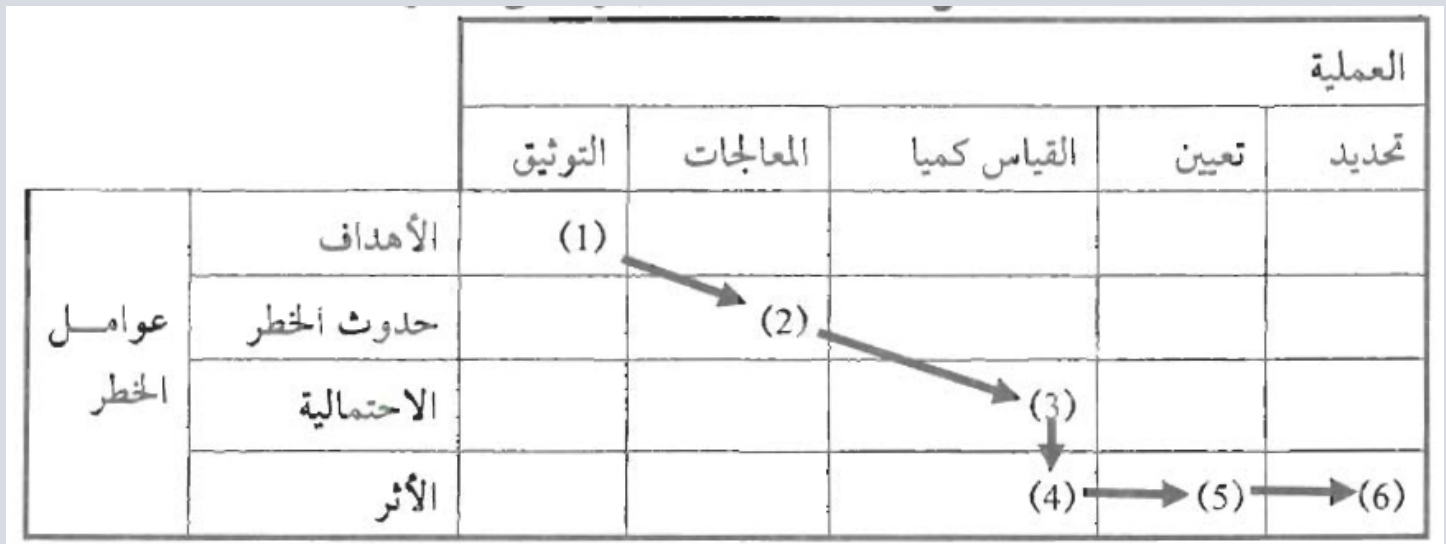 العملية
تحديد تعيين القياس كميا المعالجات التوثيق
عوامل الخطر
الأهداف (1)
حدوث الخطر (2)
الاحتمالية (3)
الأثر (4) (5) (6)